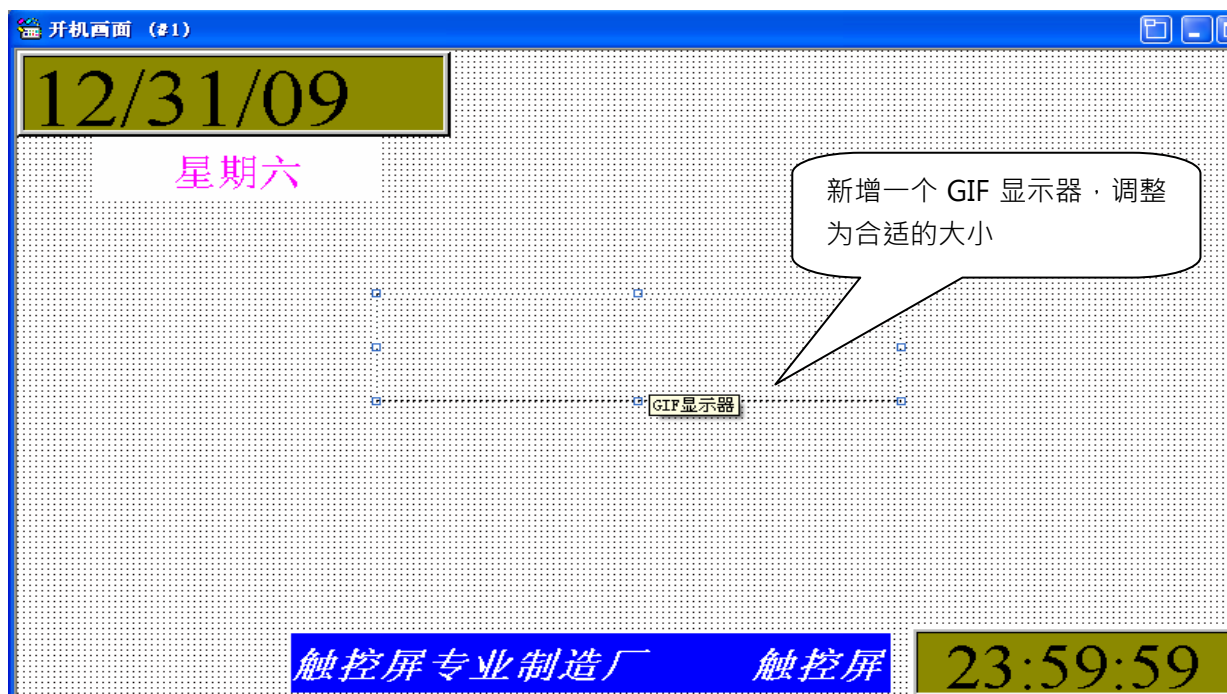 开机画面 (#1)
12/31/09
星期六
新增一个 GIF 显示器，调整
为合适的大小
GIF显示器
触控屏专业制造厂 触控屏
23:59:59